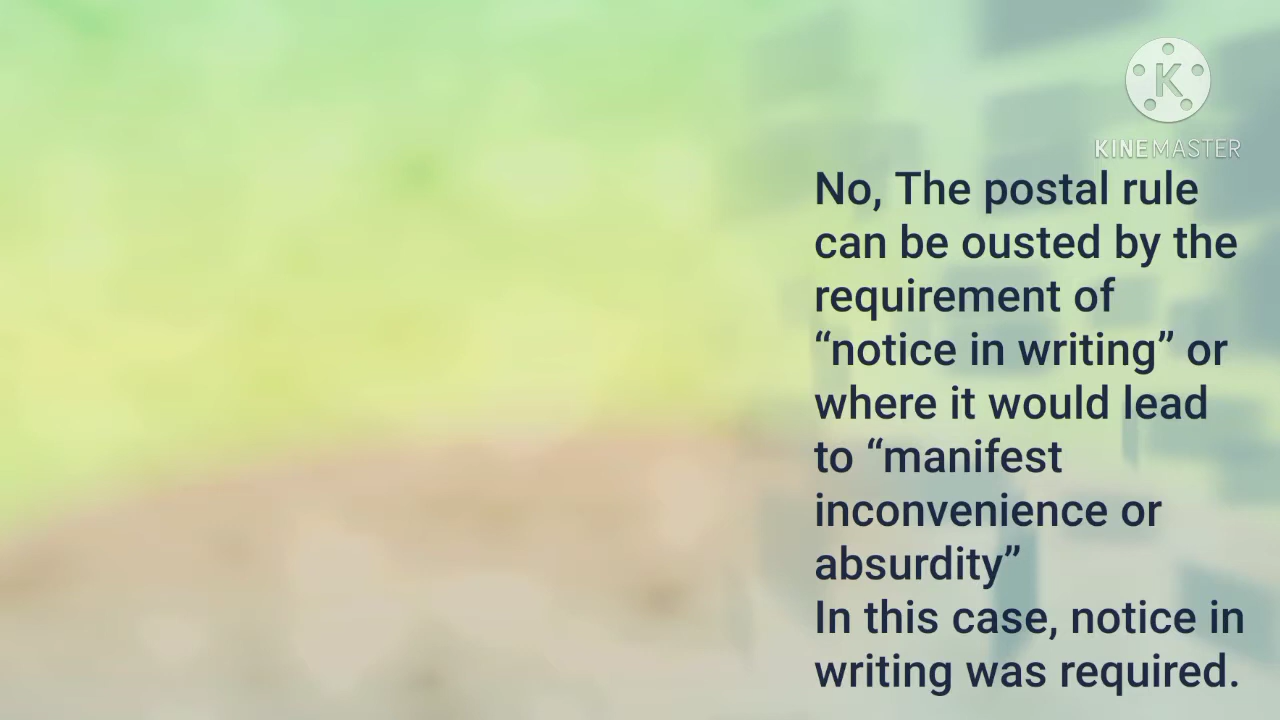 K
KINEMASTER
No, The postal rule
can be ousted by the
requirement of
“notice in writing” or
where it would lead
to “manifest
inconvenience or
absurdity”
In this case, notice in
writing was required.